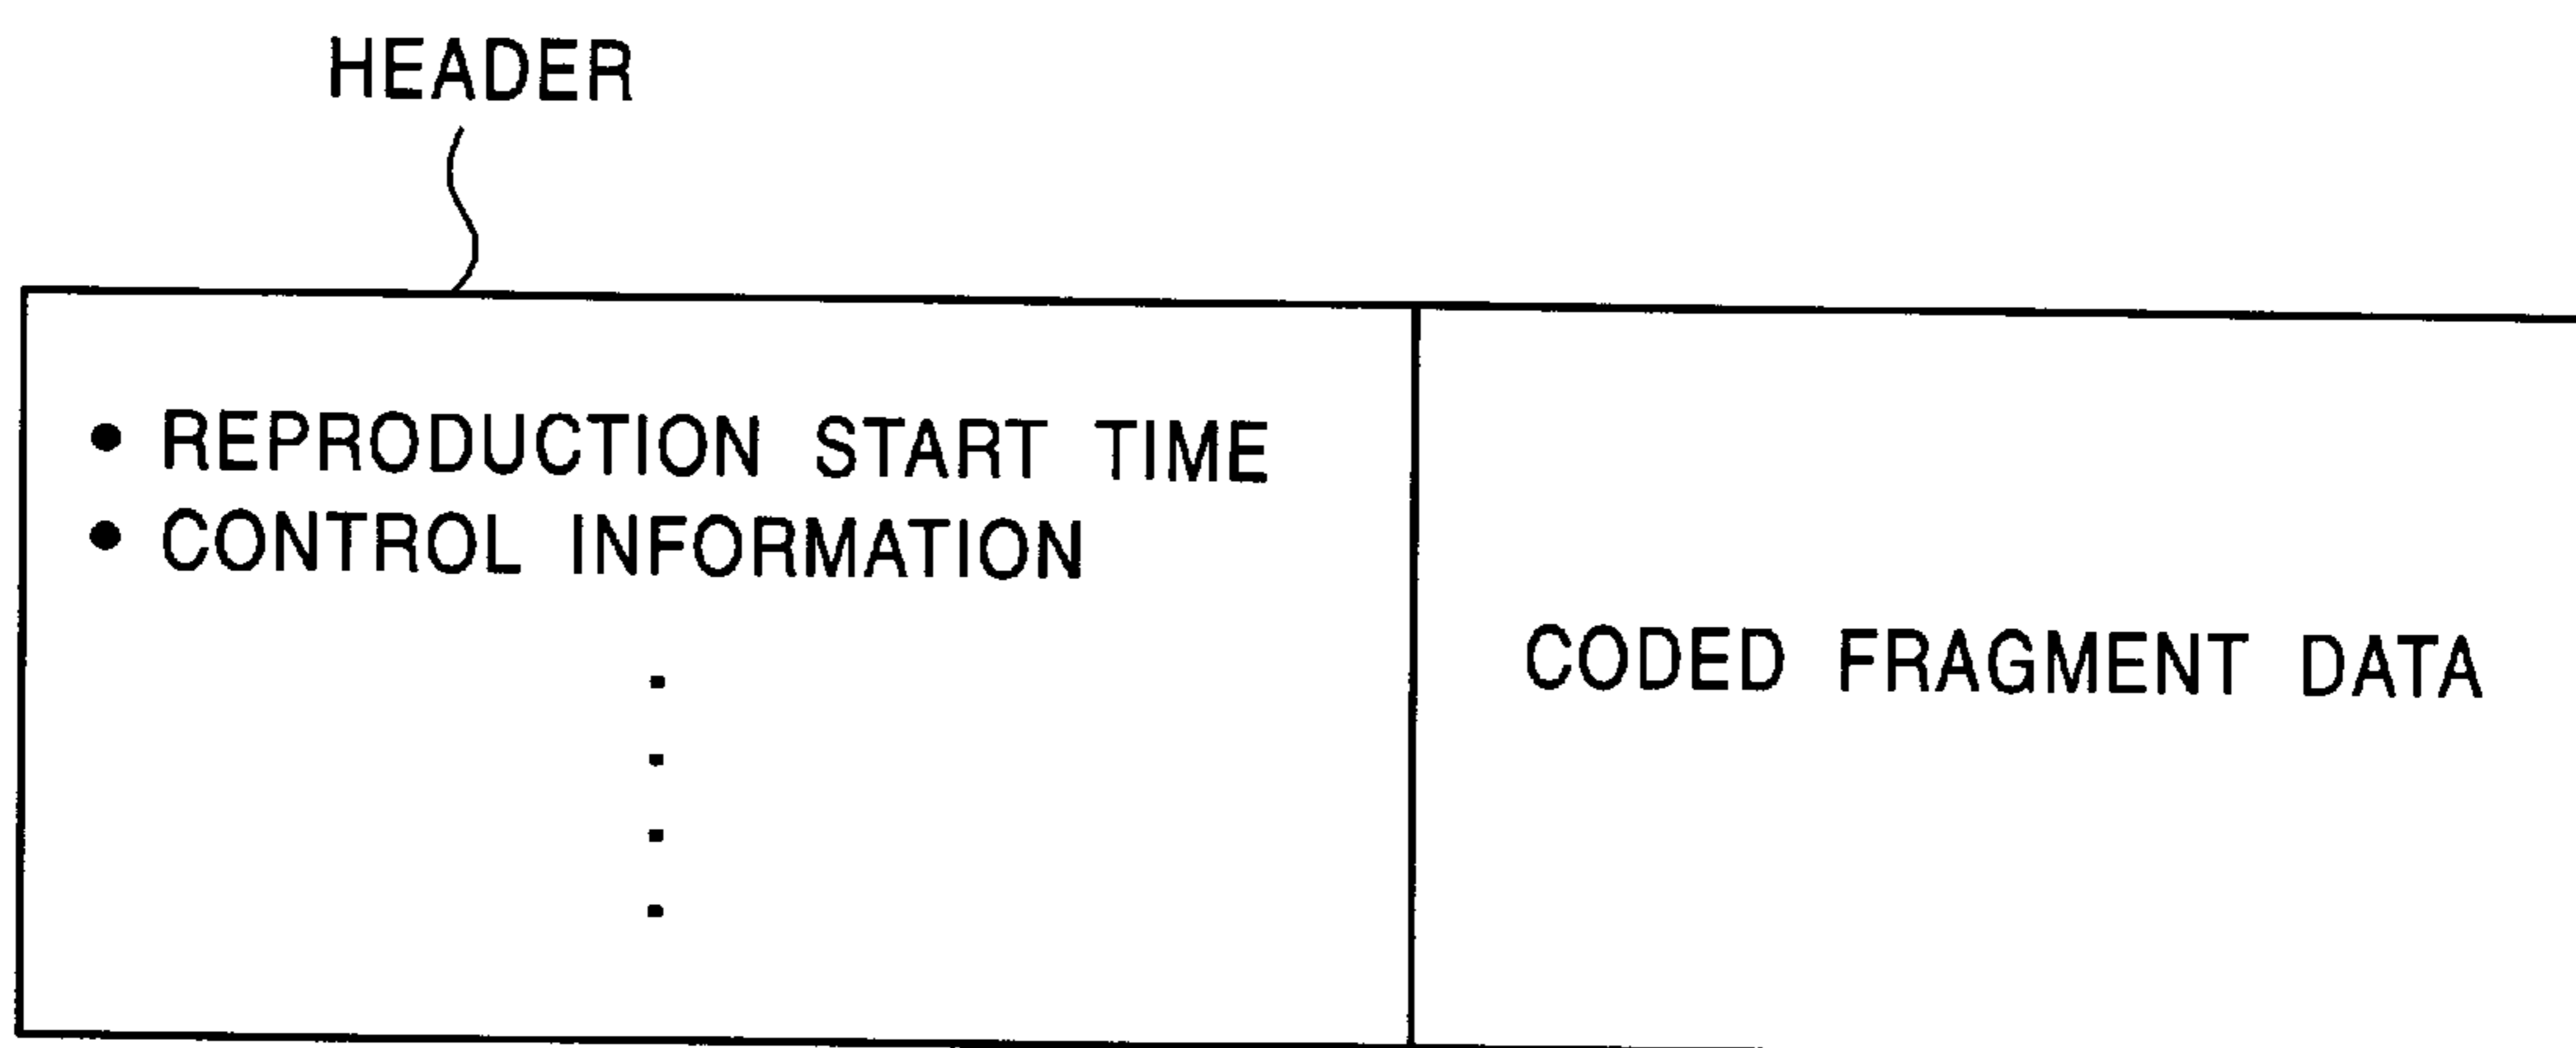 HEADER
• REPRODUCTION START TIME
• CONTROL INFORMATION
CODED FRAGMENT DATA